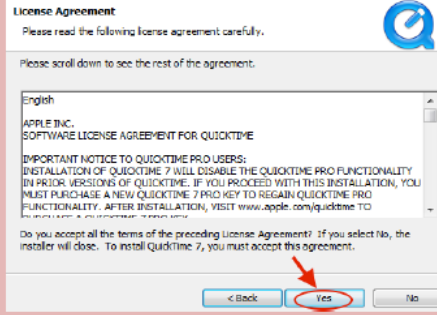 License Agreement
Please read the following license agreement carefully.
Please scroll down to see the rest of the agreement.
English
APPLE INC.
SOFTWARE LICENSE AGREEMENT FOR QUICKTIME
IMPORTANT NOTICE TO QUICKTIME PRO USERS:
INSTALLATION OF QUICKTIME 7 WILL DISABLE THE QUICKTIME PRO FUNCTIONALITY
IN PRIOR VERSIONS OF QUICKTIME. IF YOU PROCEED WITH THIS INSTALLATION, YOU
MUST PURCHASE A NEW QUICKTIME 7 PRO KEY TO REGAIN QUICKTIME PRO
FUNCTIONALITY. AFTER INSTALLATION, VISIT www.apple.com/quicktime TO
PURCHASE A QUICKTIME 7 PRO KEY.
Do you accept all the terms of the preceding License Agreement? If you select No, the
installer will close. To install QuickTime 7, you must accept this agreement.
< Back Yes No